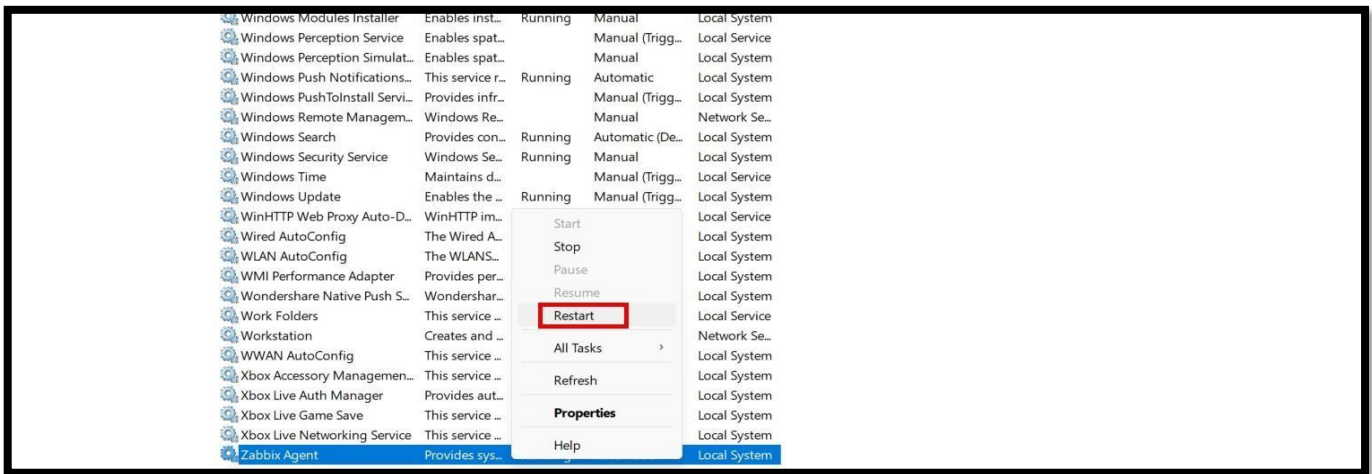 Windows Modules Installer Enables inst... Running Manual Local System
Windows Perception Service Enables spat... Manual (Trigg... Local Service
Windows Perception Simulat... Enables spat... Manual Local System
Windows Push Notifications... This service r... Running Automatic Local System
Windows PushToInstall Servi... Provides infr... Manual (Trigg... Local System
Windows Remote Managem... Windows Re... Manual Network Se...
Windows Search Provides con... Running Automatic (De... Local System
Windows Security Service Windows Se... Running Manual Local System
Windows Time Maintains d... Manual (Trigg... Local Service
Windows Update Enables the ... Running Manual (Trigg... Local System
WinHTTP Web Proxy Auto-D... WinHTTP im... Local Service
Wired AutoConfig The Wired A... Local System
WLAN AutoConfig The WLANS... Local System
WMI Performance Adapter Provides per... Local System
Wondershare Native Push S... Wondershar... Local System
Work Folders This service ... Local Service
Workstation Creates and ... Network Se...
WWAN AutoConfig This service ... Local System
Xbox Accessory Managemen... This service ... Local System
Xbox Live Auth Manager Provides aut... Local System
Xbox Live Game Save This service ... Local System
Xbox Live Networking Service This service ... Local System
Zabbix Agent Provides sys... Local System
Start
Stop
Pause
Resume
Restart
All Tasks
Refresh
Properties
Help